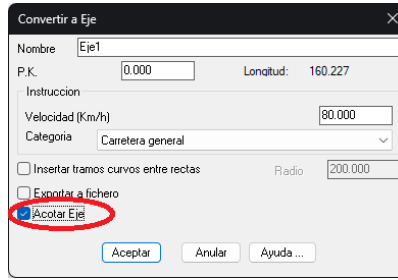 Convertir a Eje
Nombre Eje1
P.K. 0.000 Longitud: 160.227
Instruccion
Velocidad (Km/h) 80.000
Categoria Carretera general
Insertar tramos curvos entre rectas Radio 200.000
Exportar a fichero
Acotar Eje
Aceptar Anular Ayuda ...